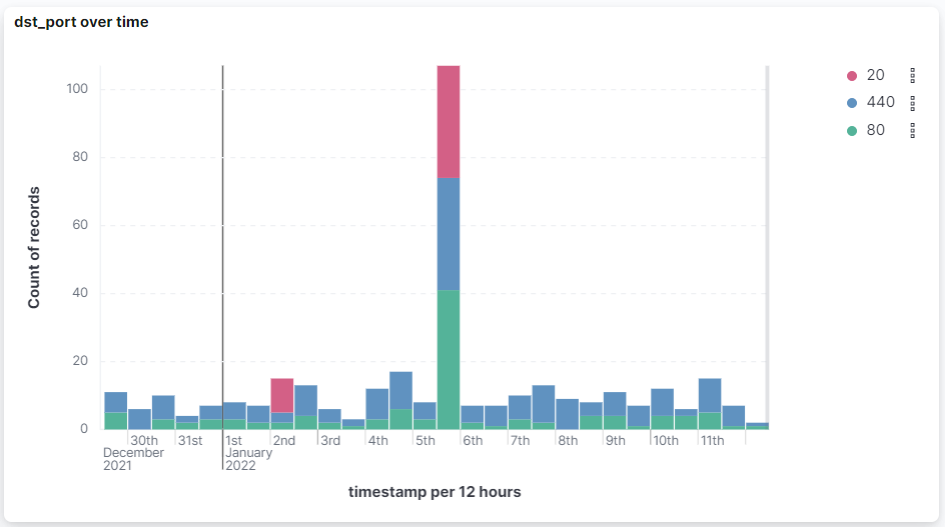 dst_port over time
100
80
60
40
20
0
Count of records
30th 31st 1st 2nd 3rd 4th 5th 6th 7th 8th 9th 10th 11th
December January
2021 2022
timestamp per 12 hours
20
440
80